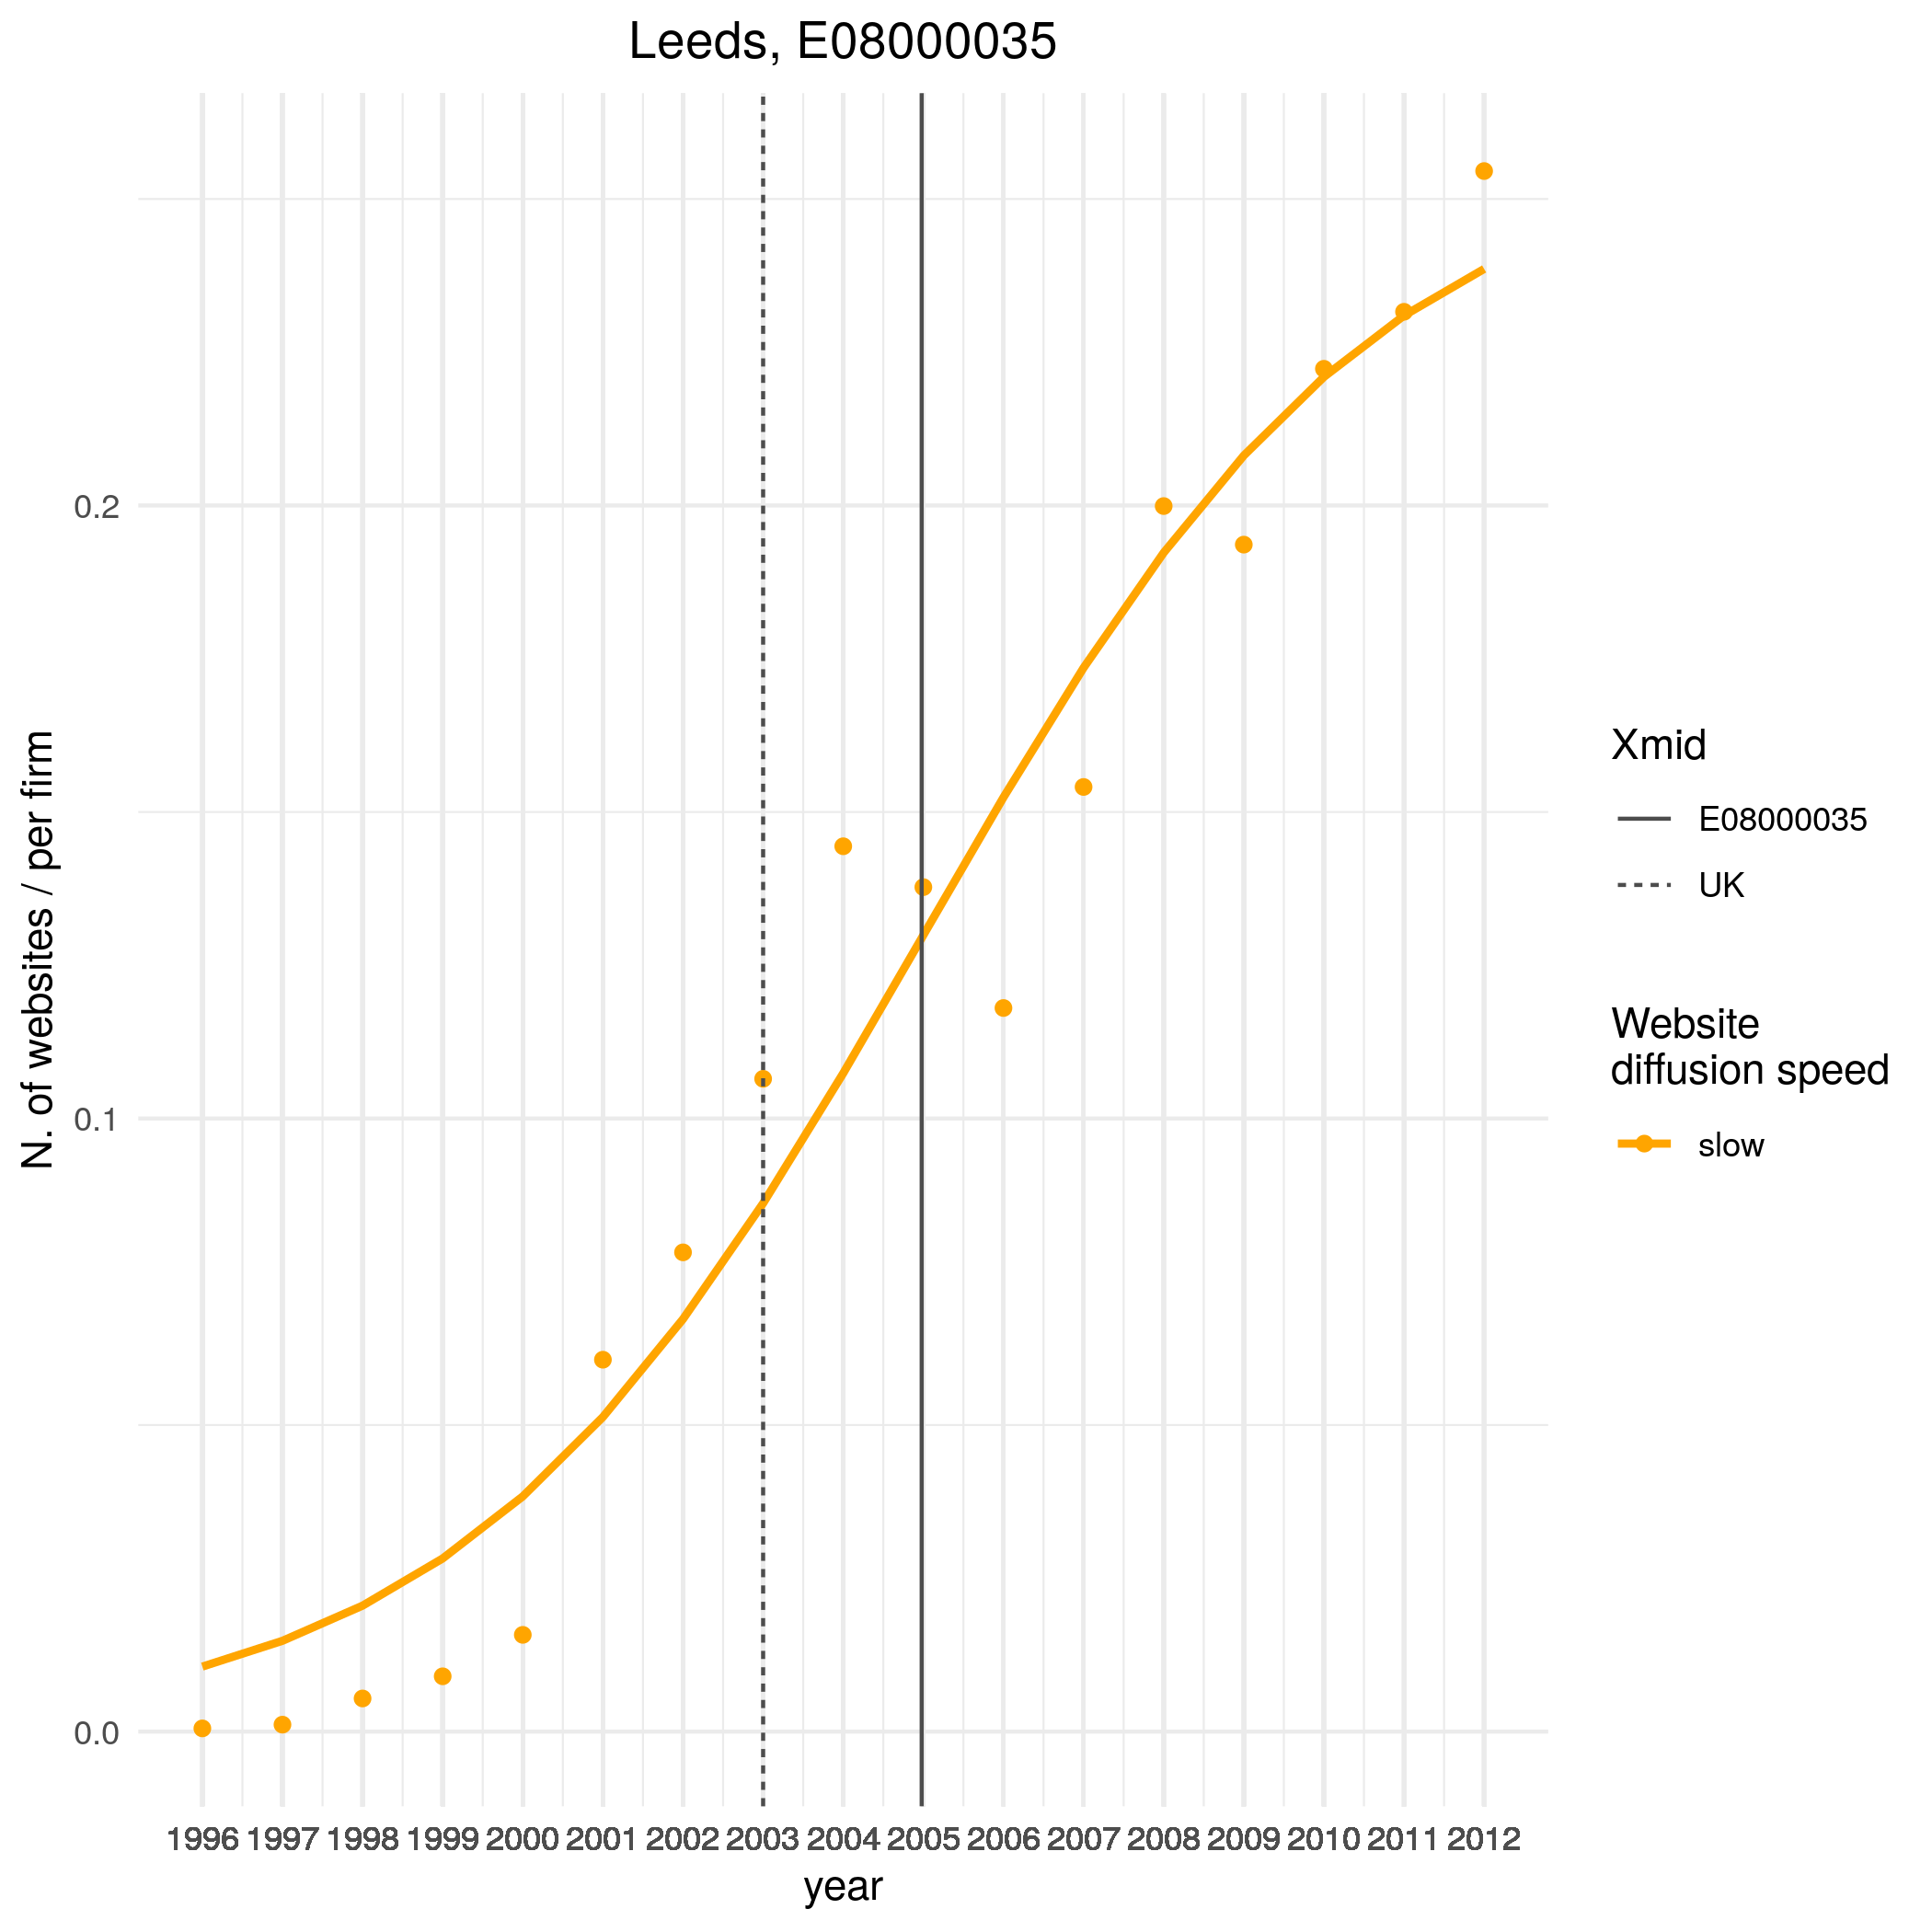 Leeds, E08000035
N. of websites / per firm
0.2
0.1
0.0
1996 1997 1998 1999 2000 2001 2002 2003 2004 2005 2006 2007 2008 2009 2010 2011 2012
year
Xmid
E08000035
UK
Website
diffusion speed
slow